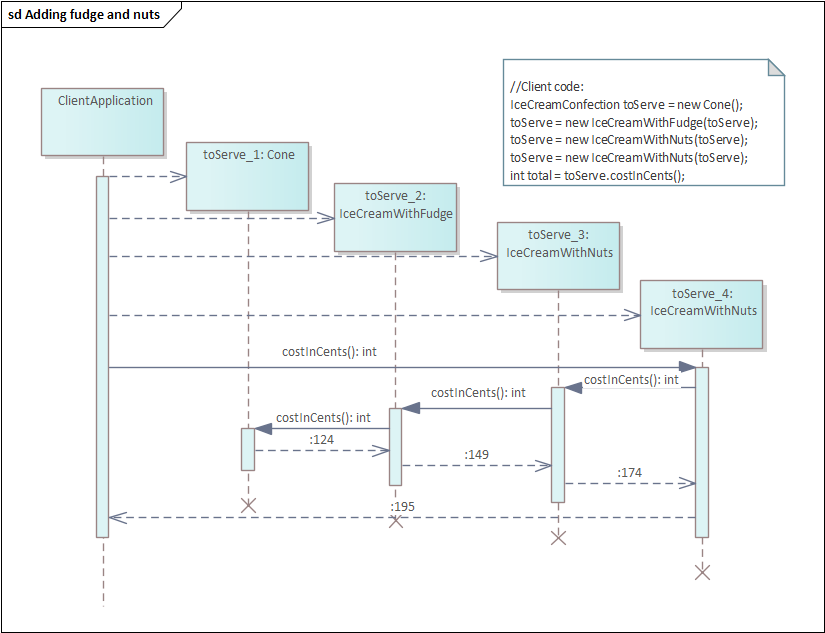 sd Adding fudge and nuts
//Client code:
IceCreamConfection toServe = new Cone();
toServe = new IceCreamWithFudge(toServe);
toServe = new IceCreamWithNuts(toServe);
toServe = new IceCreamWithNuts(toServe);
int total = toServe.costInCents();
ClientApplication
toServe_1: Cone
toServe_2:
IceCreamWithFudge
toServe_3:
IceCreamWithNuts
toServe_4:
IceCreamWithNuts
costInCents(): int
costInCents(): int
costInCents(): int
costInCents(): int
:124
:149
:174
:195